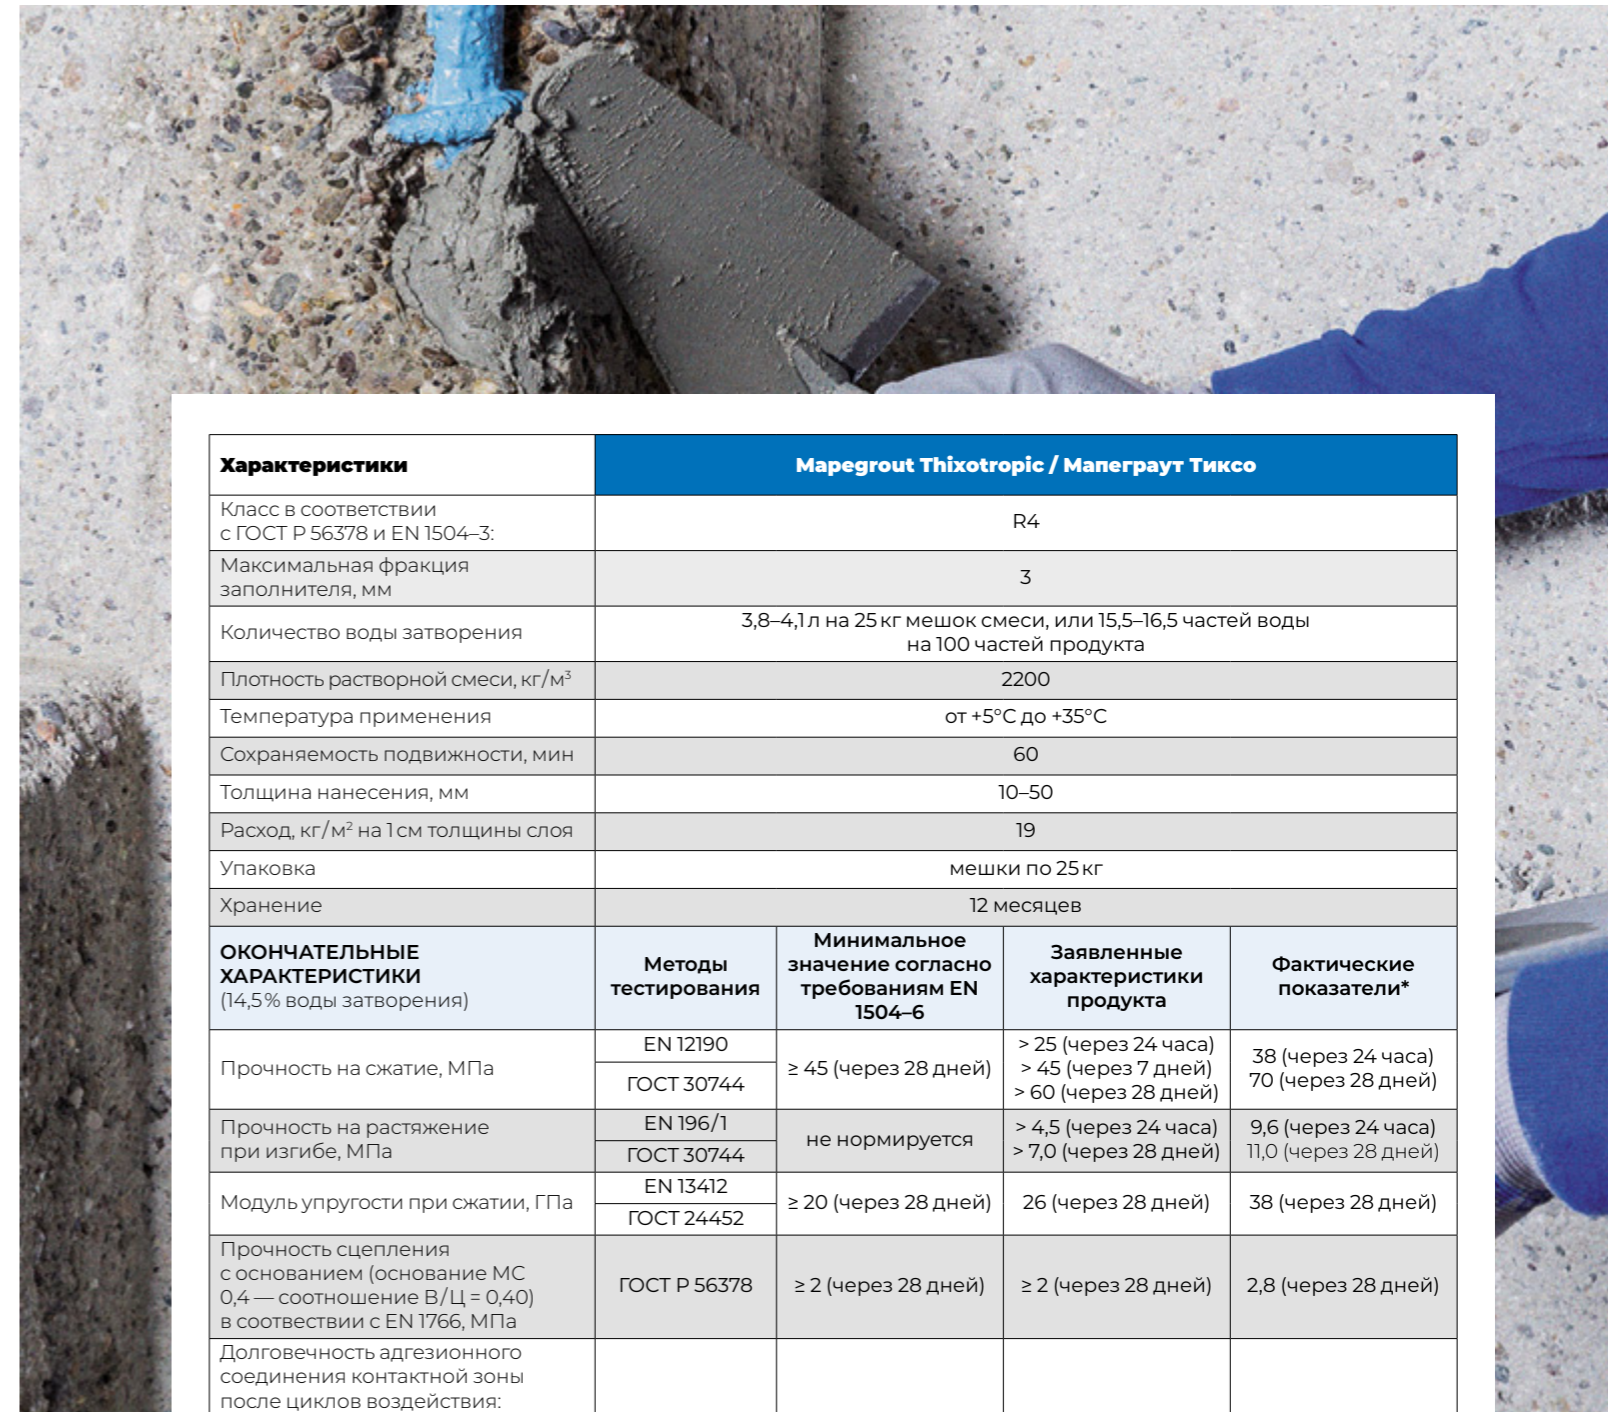 Характеристики
Mapegrout Thixotropic / Мапеграут Тиксо
Класс в соответствии
с ГОСТ Р 56378 и EN 1504–3:
R4
Максимальная фракция
заполнителя, мм
3
Количество воды затворения
3,8–4,1 л на 25 кг мешок смеси, или 15,5–16,5 частей воды
на 100 частей продукта
Плотность растворной смеси, кг/м³
2200
Температура применения
от +5°C до +35°C
Сохраняемость подвижности, мин
60
Толщина нанесения, мм
10–50
Расход, кг/м² на 1 см толщины слоя
19
Упаковка
мешки по 25 кг
Хранение
12 месяцев
ОКОНЧАТЕЛЬНЫЕ
ХАРАКТЕРИСТИКИ
(14,5 % воды затворения)
Методы
тестирования
Минимальное
значение согласно
требованиям EN
1504–6
Заявленные
характеристики
продукта
Фактические
показатели*
Прочность на сжатие, МПа
EN 12190
ГОСТ 30744
≥ 45 (через 28 дней)
> 25 (через 24 часа)
> 45 (через 7 дней)
> 60 (через 28 дней)
38 (через 24 часа)
70 (через 28 дней)
Прочность на растяжение
при изгибе, МПа
EN 196/1
ГОСТ 30744
не нормируется
> 4,5 (через 24 часа)
> 7,0 (через 28 дней)
9,6 (через 24 часа)
11,0 (через 28 дней)
Модуль упругости при сжатии, ГПа
EN 13412
ГОСТ 24452
≥ 20 (через 28 дней)
26 (через 28 дней)
38 (через 28 дней)
Прочность сцепления
с основанием (основание МС
0,4 — соотношение В/Ц = 0,40)
в соотвествии с EN 1766, МПа
ГОСТ Р 56378
≥ 2 (через 28 дней)
≥ 2 (через 28 дней)
2,8 (через 28 дней)
Долговечность адгезионного
соединения контактной зоны
после циклов воздействия: